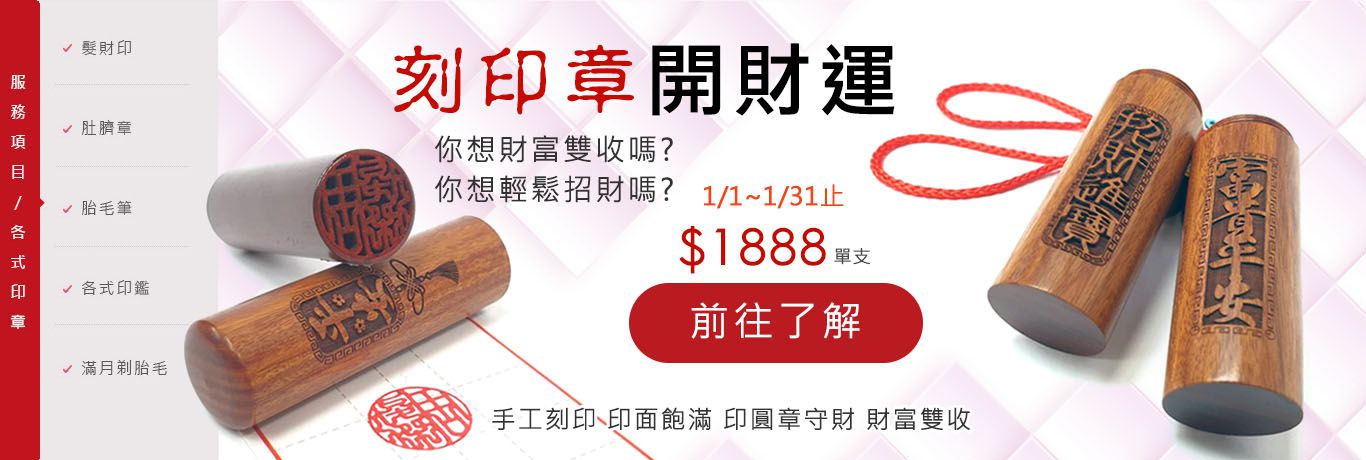 服務項目/各式印章
髮財印
肚臍章
胎毛筆
各式印鑑
滿月剃胎毛
刻印章開財運
你想財富雙收嗎?
你想輕鬆招財嗎?
1/1~1/31止
$1888單支
前往了解
手工刻印 印面飽滿 印圓章守財 財富雙收
招財進寶
富貴平安